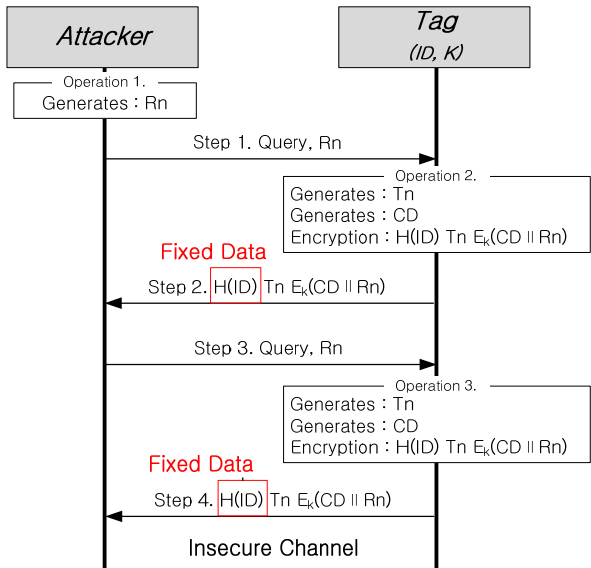 Attacker
Tag
(ID, K)
Operation 1.
Generates : Rn
Step 1. Query, Rn
Operation 2.
Generates : Tn
Generates : CD
Encryption : H(ID) Tn Ek(CD || Rn)
Fixed Data
Step 2. H(ID) Tn Ek(CD || Rn)
Step 3. Query, Rn
Operation 3.
Generates : Tn
Generates : CD
Encryption : H(ID) Tn Ek(CD || Rn)
Fixed Data
Step 4. H(ID) Tn Ek(CD || Rn)
Insecure Channel